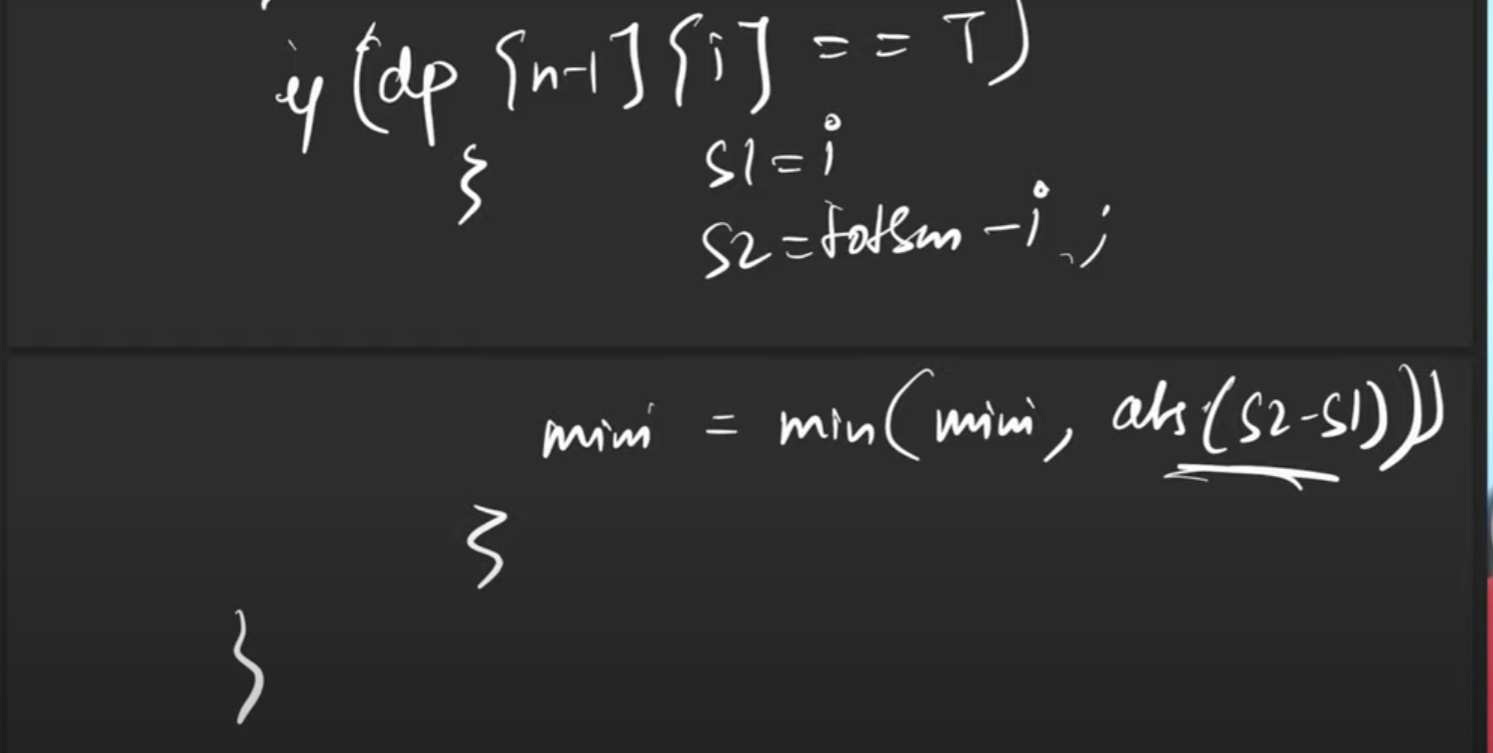 if (dp [n-1] [i] == T)
{ S1 = i
S2 = totsum - i ;
mini = min(mini, abs(S2-S1)))
}
}